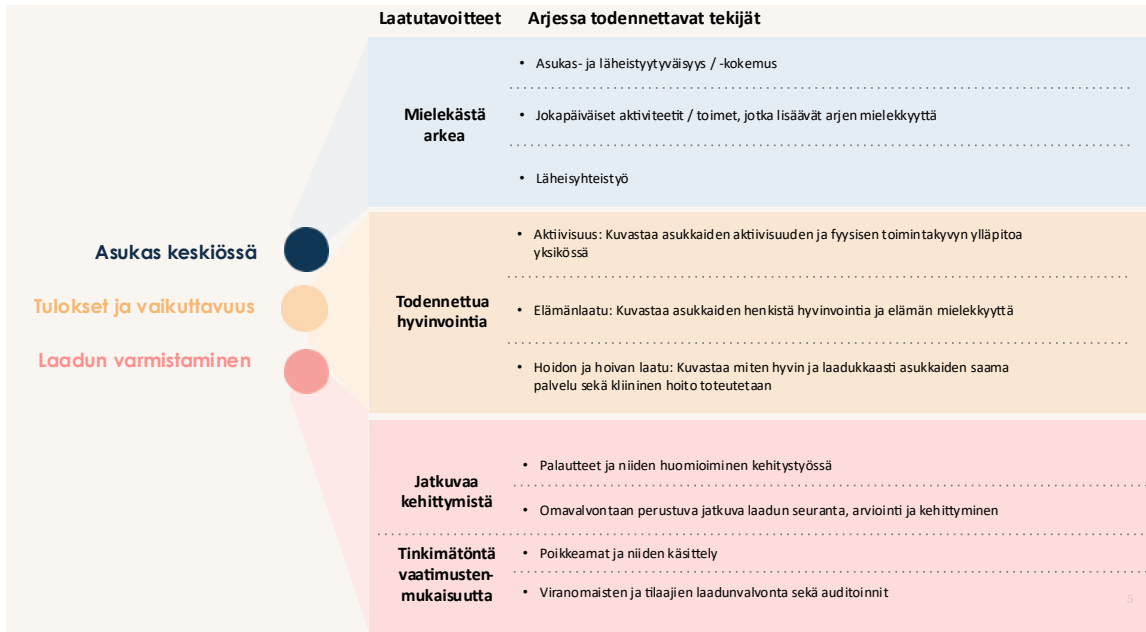 Laatutavoitteet
Arjessa todennettavat tekijät
Asukas keskiössä
Tulokset ja vaikuttavuus
Laadun varmistaminen
Mielekästä
arkea
• Asukas- ja läheistyytyväisyys / -kokemus
• Jokapäiväiset aktiviteetit / toimet, jotka lisäävät arjen mielekkyyttä
• Läheisyhteistyö
Todennettua
hyvinvointia
• Aktiivisuus: Kuvastaa asukkaiden aktiivisuuden ja fyysisen toimintakyvyn ylläpitoa
yksikössä
• Elämänlaatu: Kuvastaa asukkaiden henkistä hyvinvointia ja elämän mielekkyyttä
• Hoidon ja hoivan laatu: Kuvastaa miten hyvin ja laadukkaasti asukkaiden saama
palvelu sekä kliininen hoito toteutetaan
Jatkuvaa
kehittymistä
• Palautteet ja niiden huomioiminen kehitystyössä
• Omavalvontaan perustuva jatkuva laadun seuranta, arviointi ja kehittyminen
Tinkimätöntä
vaatimusten-
mukaisuutta
• Poikkeamat ja niiden käsittely
• Viranomaisten ja tilaajien laadunvalvonta sekä auditoinnit
5